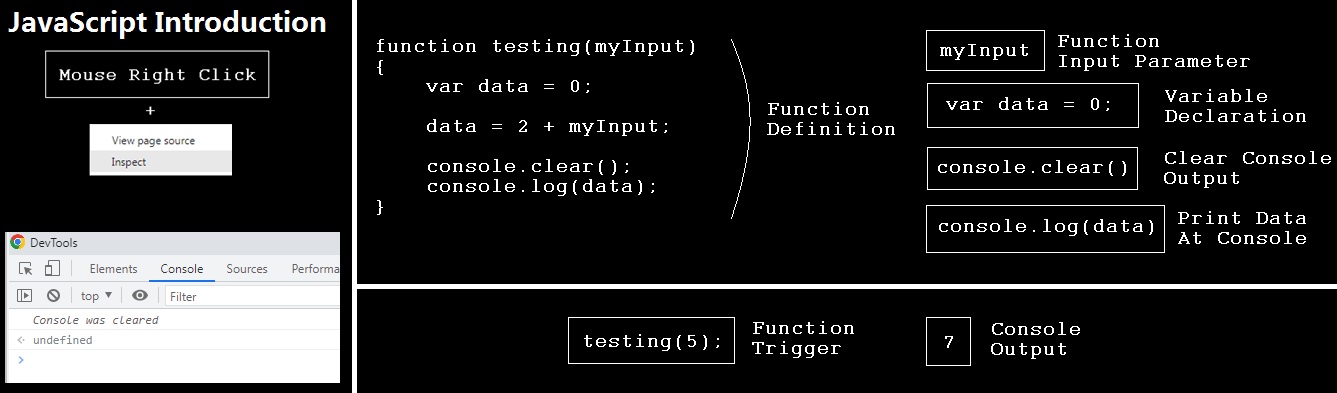 JavaScript Introduction
Mouse Right Click
+
View page source
Inspect
DevTools
Elements Console Sources Performa
top ▼ Filter
Console was cleared
undefined
function testing(myInput)
{
var data = 0;
data = 2 + myInput;
console.clear();
console.log(data);
}
Function
Definition
myInput
Function
Input Parameter
var data = 0;
Variable
Declaration
console.clear()
Clear Console
Output
console.log(data)
Print Data
At Console
testing(5);
Function
Trigger
7
Console
Output